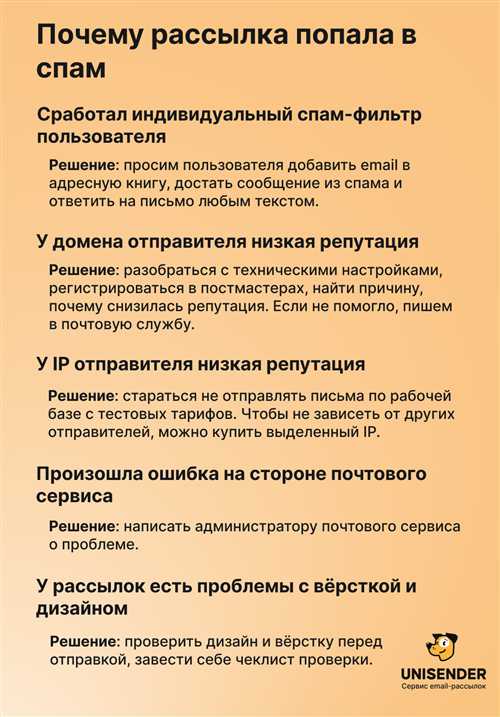 Почему рассылка попала в
спам
Сработал индивидуальный спам-фильтр
пользователя
Решение: просим пользователя добавить email в
адресную книгу, достать сообщение из спама и
ответить на письмо любым текстом.
У домена отправителя низкая репутация
Решение: разобраться с техническими настройками,
регистрироваться в постмастерах, найти причину,
почему снизилась репутация. Если не помогло, пишем
в почтовую службу.
У IP отправителя низкая репутация
Решение: стараться не отправлять письма по рабочей
базе с тестовых тарифов. Чтобы не зависеть от других
отправителей, можно купить выделенный IP.
Произошла ошибка на стороне почтового
сервиса
Решение: написать администратору почтового сервиса
о проблеме.
У рассылок есть проблемы с вёрсткой и
дизайном
Решение: проверить дизайн и вёрстку перед
отправкой, завести себе чеклист проверки.
UNISENDER
Сервис email-рассылок